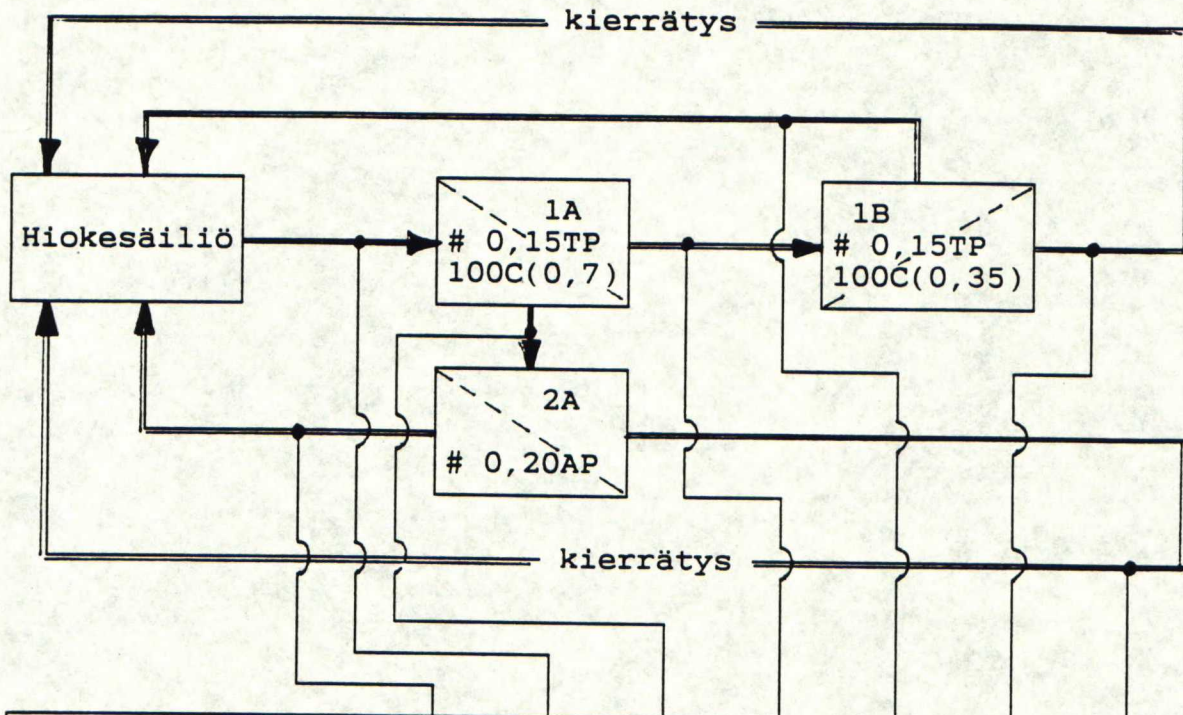 kierrätys
Hiokesäiliö
1A
# 0,15TP
100C(0,7)
1B
# 0,15TP
100C(0,35)
2A
# 0,20AP
kierrätys